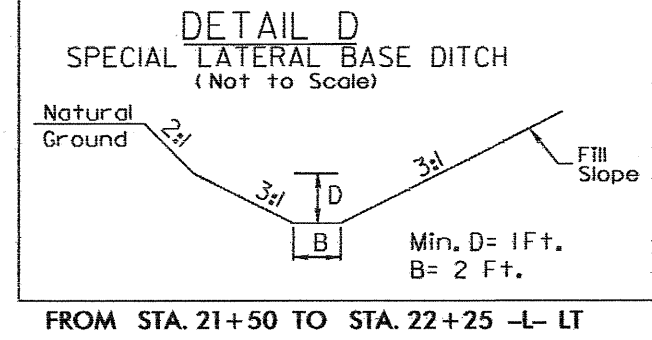 DETAIL D
SPECIAL LATERAL BASE DITCH
(Not to Scale)
Natural
Ground
2:1
3:1
D
B
3:1
Fill
Slope
Min. D= 1Ft.
B= 2 Ft.
FROM STA. 21+50 TO STA. 22+25 -L- LT